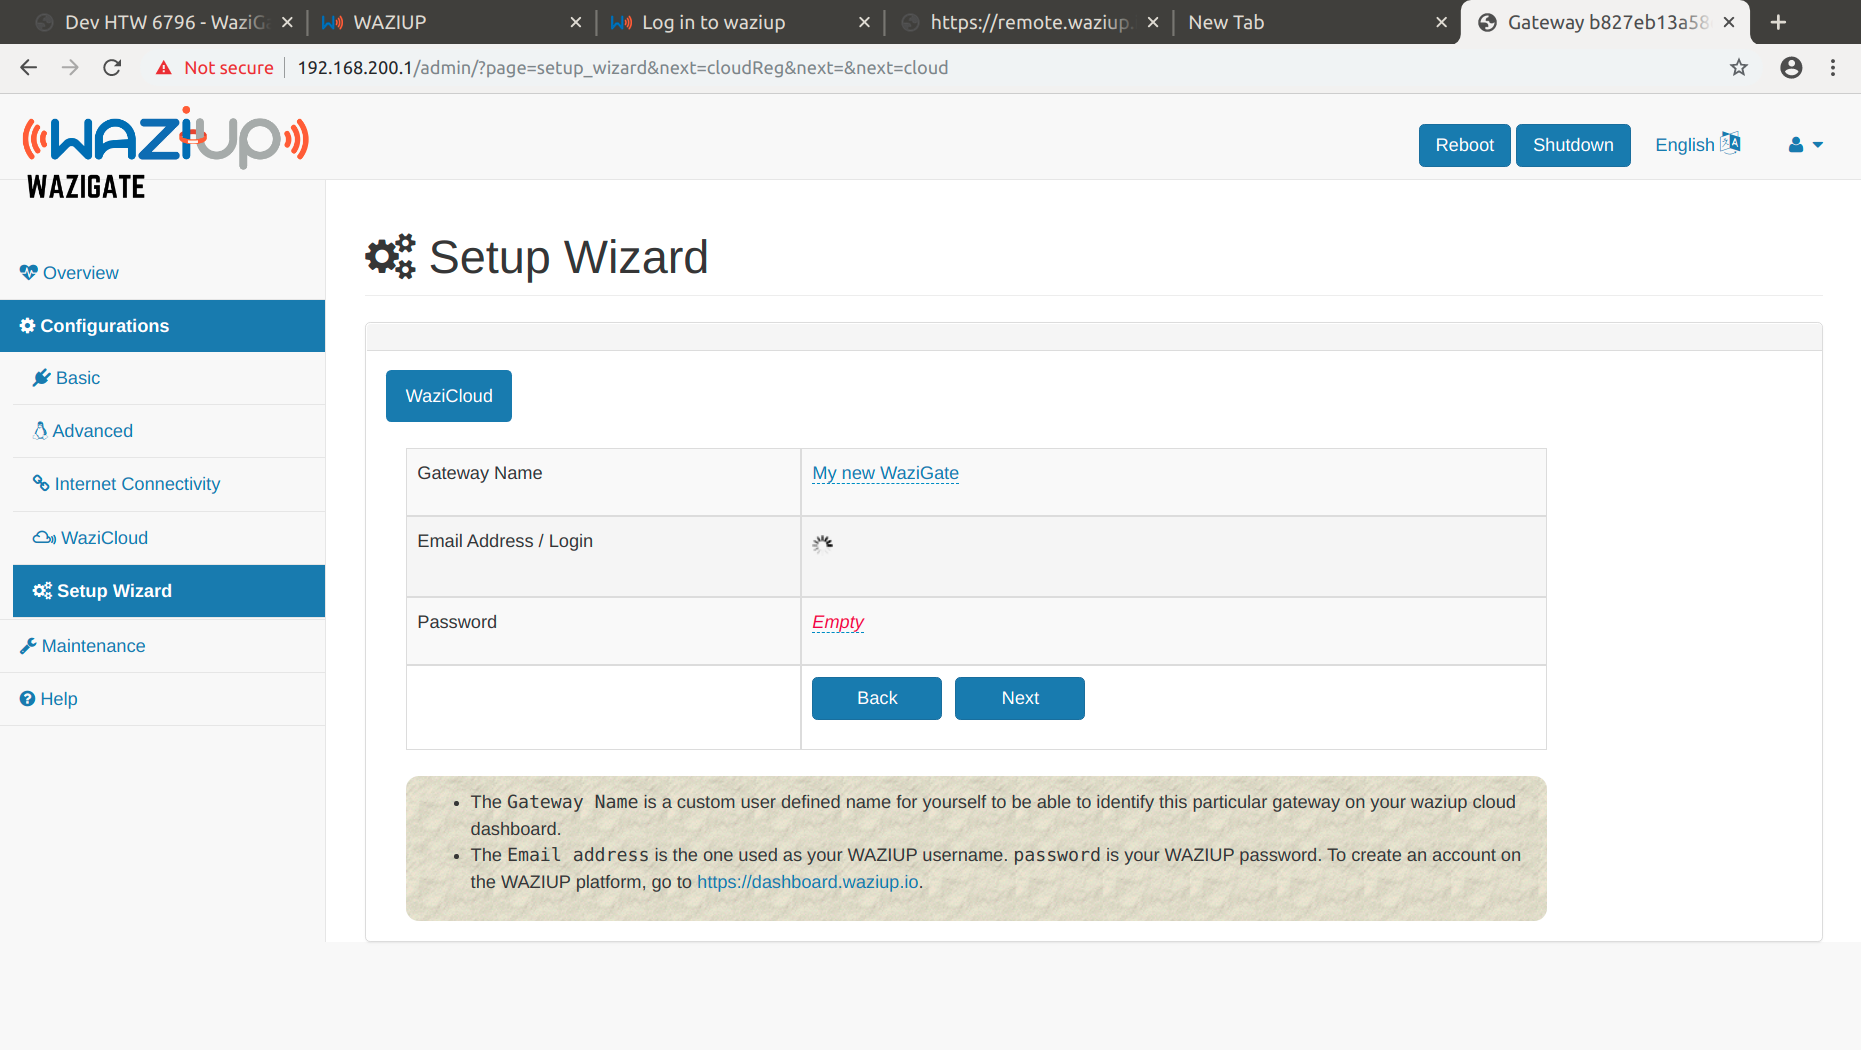 Dev HTW 6796 - WaziGa
WAZIUP
Log in to waziup
https://remote.waziup.
New Tab
Gateway b827eb13a58
Not secure
192.168.200.1/admin/?page=setup_wizard&next=cloudReg&next=&next=cloud
WAZIUP
WAZIGATE
Reboot
Shutdown
English
Overview
Configurations
Basic
Advanced
Internet Connectivity
WaziCloud
Setup Wizard
Maintenance
Help
Setup Wizard
WaziCloud
Gateway Name
My new WaziGate
Email Address / Login
Password
Empty
Back
Next
• The Gateway Name is a custom user defined name for yourself to be able to identify this particular gateway on your waziup cloud
dashboard.
• The Email address is the one used as your WAZIUP username. password is your WAZIUP password. To create an account on
the WAZIUP platform, go to https://dashboard.waziup.io.